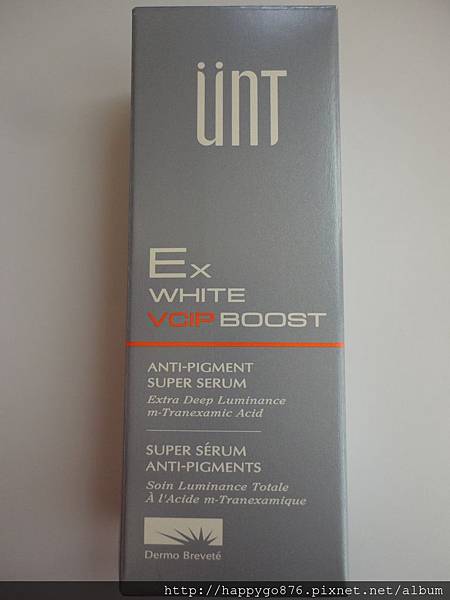 ünT
Ex
WHITE
VCIP BOOST
ANTI-PIGMENT
SUPER SERUM
Extra Deep Luminance
m-Tranexamic Acid
SUPER SÉRUM
ANTI-PIGMENTS
Soin Luminance Totale
À l'Acide m-Tranexamique
Dermo Breveté
http://happygo876.pixnet.net/album